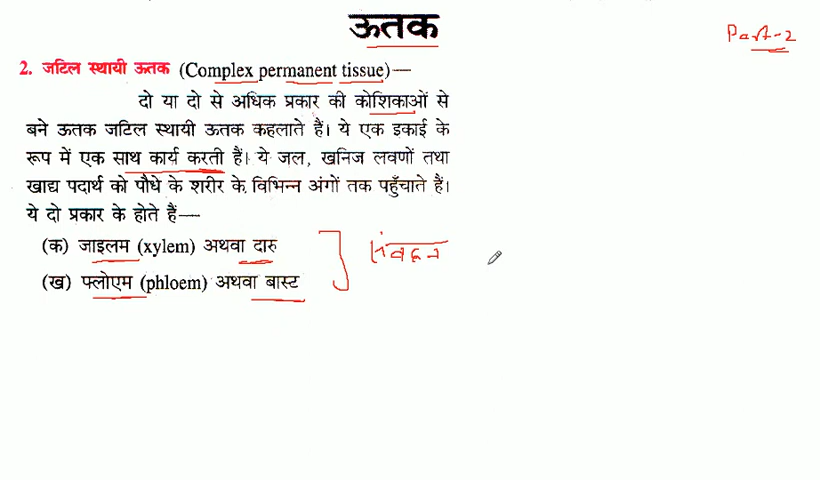 ऊतक
Part-2
2. जटिल स्थायी ऊतक (Complex permanent tissue)—
दो या दो से अधिक प्रकार की कोशिकाओं से
बने ऊतक जटिल स्थायी ऊतक कहलाते हैं। ये एक इकाई के
रूप में एक साथ कार्य करती हैं। ये जल, खनिज लवणों तथा
खाद्य पदार्थ को पौधे के शरीर के विभिन्न अंगों तक पहुँचाते हैं।
ये दो प्रकार के होते हैं—
(क) जाइलम (xylem) अथवा दारु
(ख) फ्लोएम (phloem) अथवा बास्ट